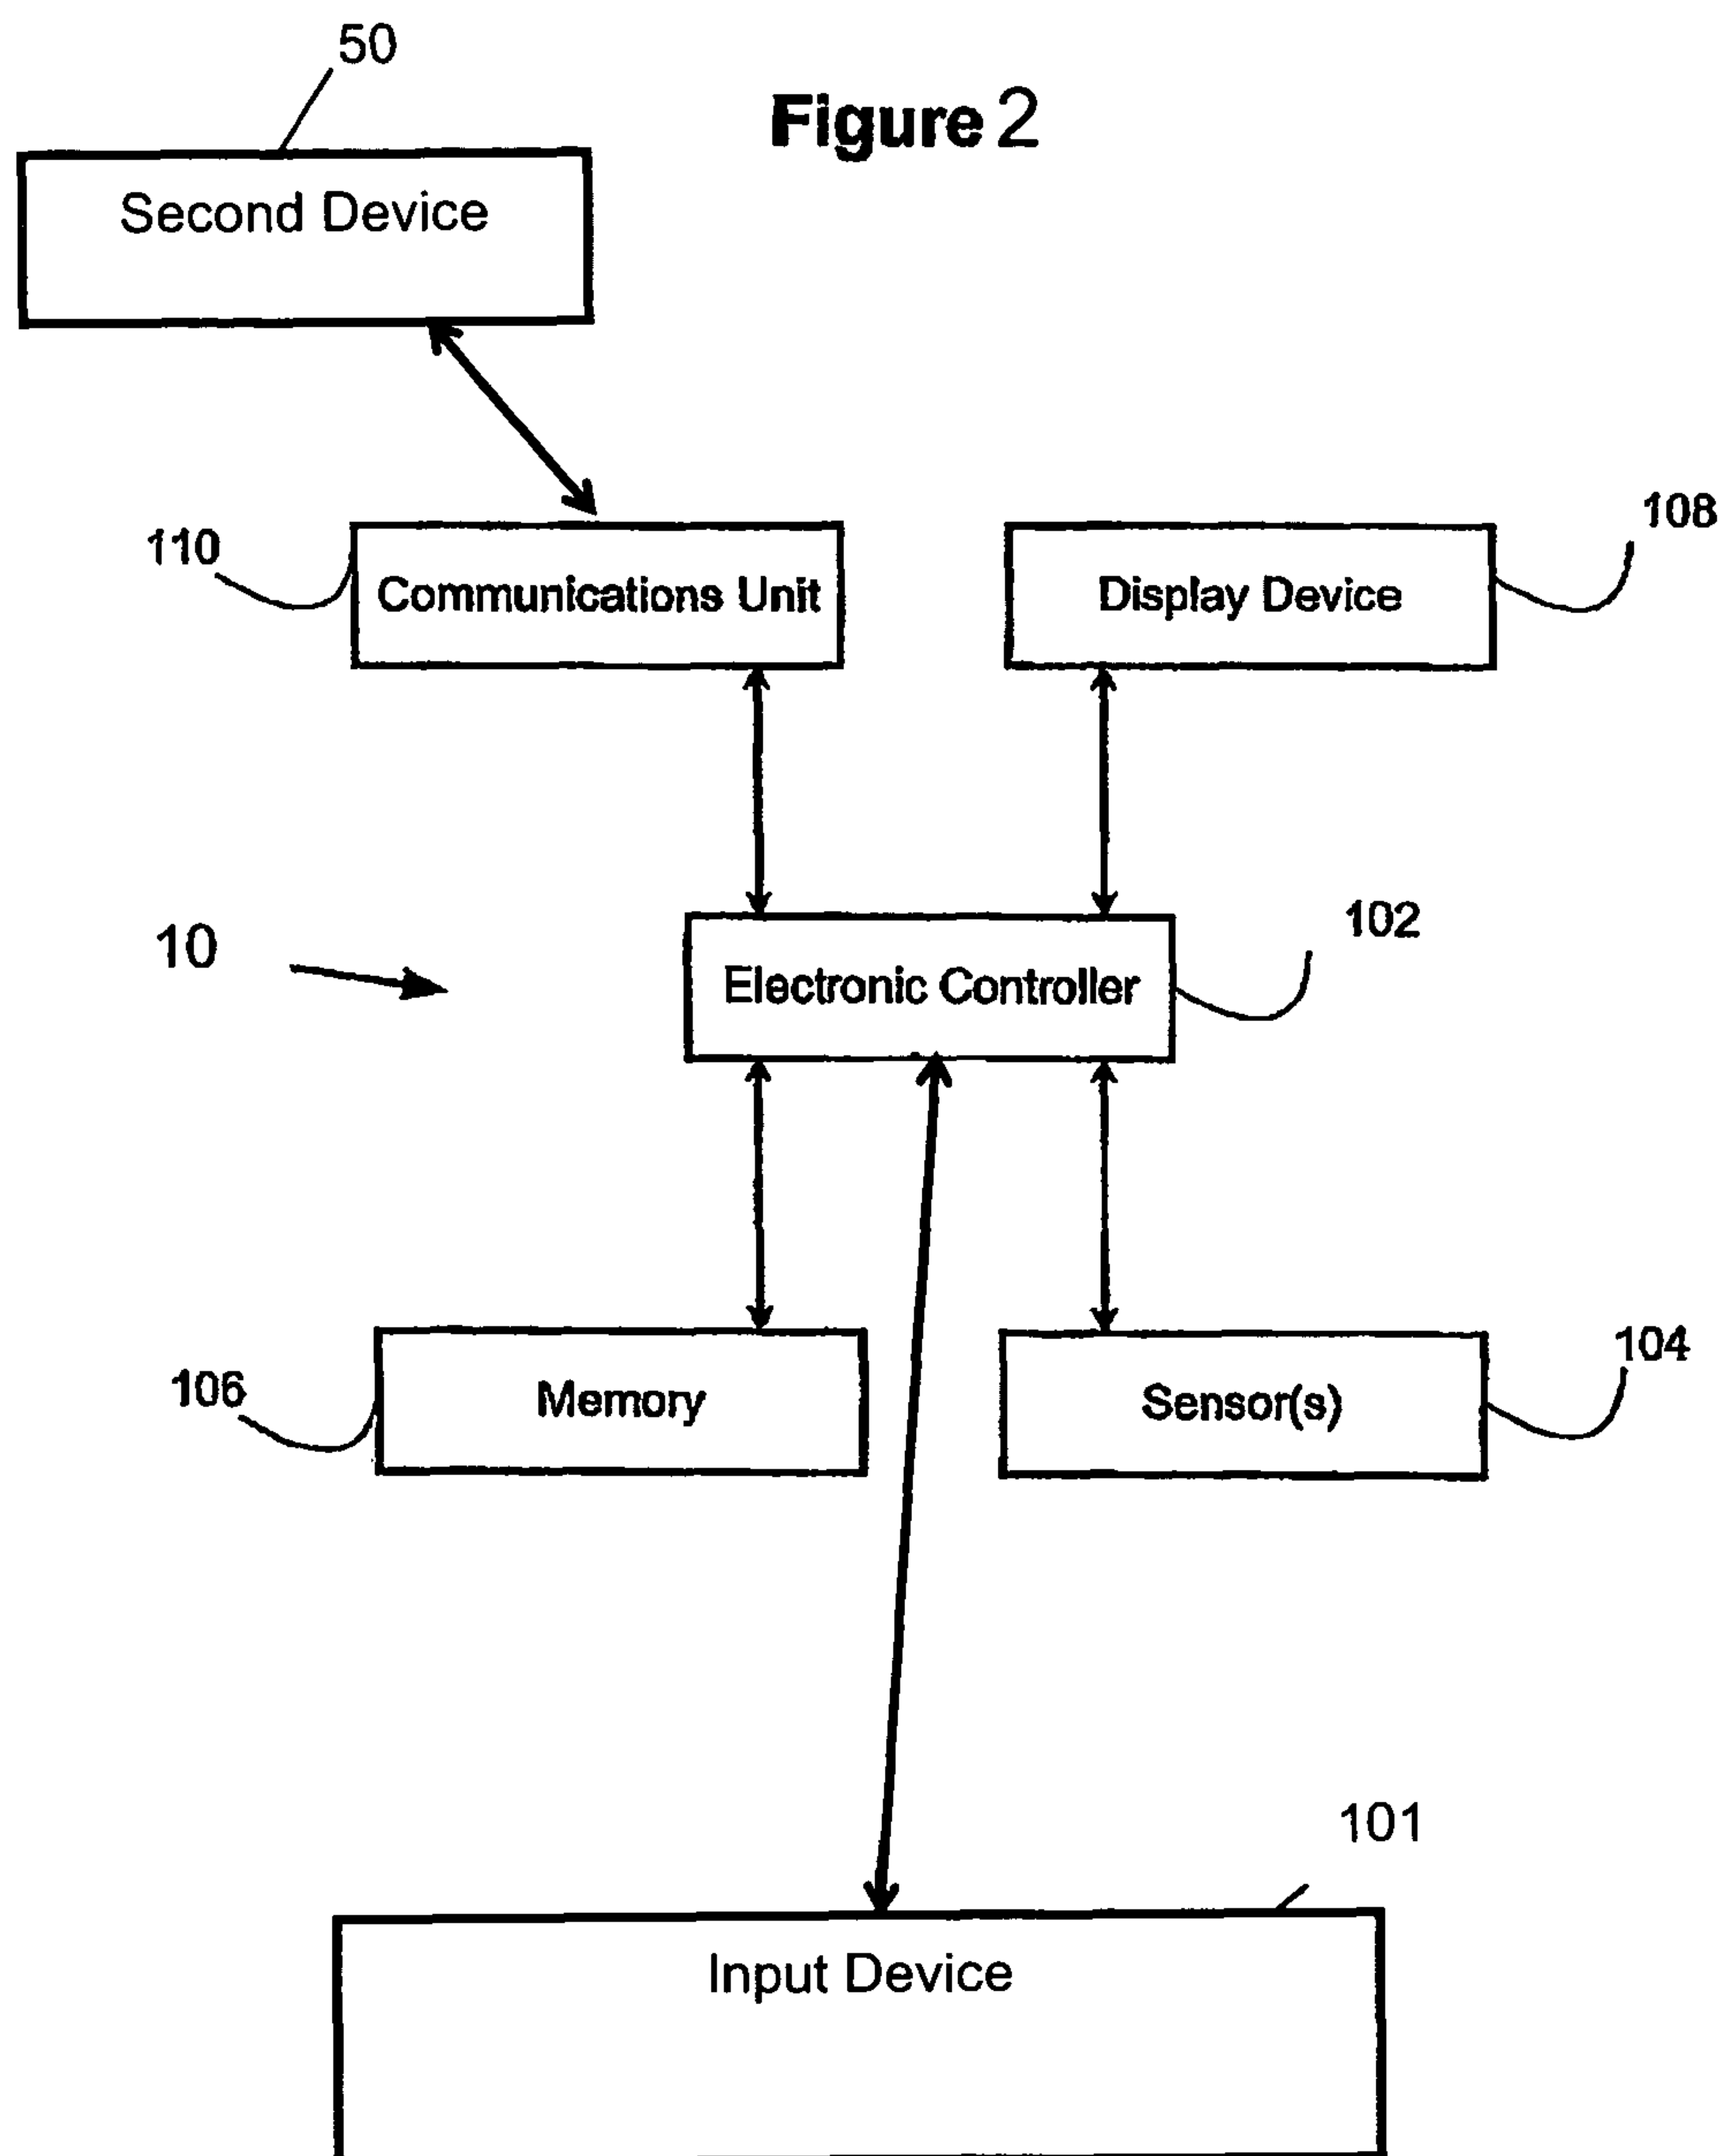 50
Figure 2
Second Device
110
108
Communications Unit
Display Device
10
102
Electronic Controller
106
104
Memory
Sensor(s)
101
Input Device